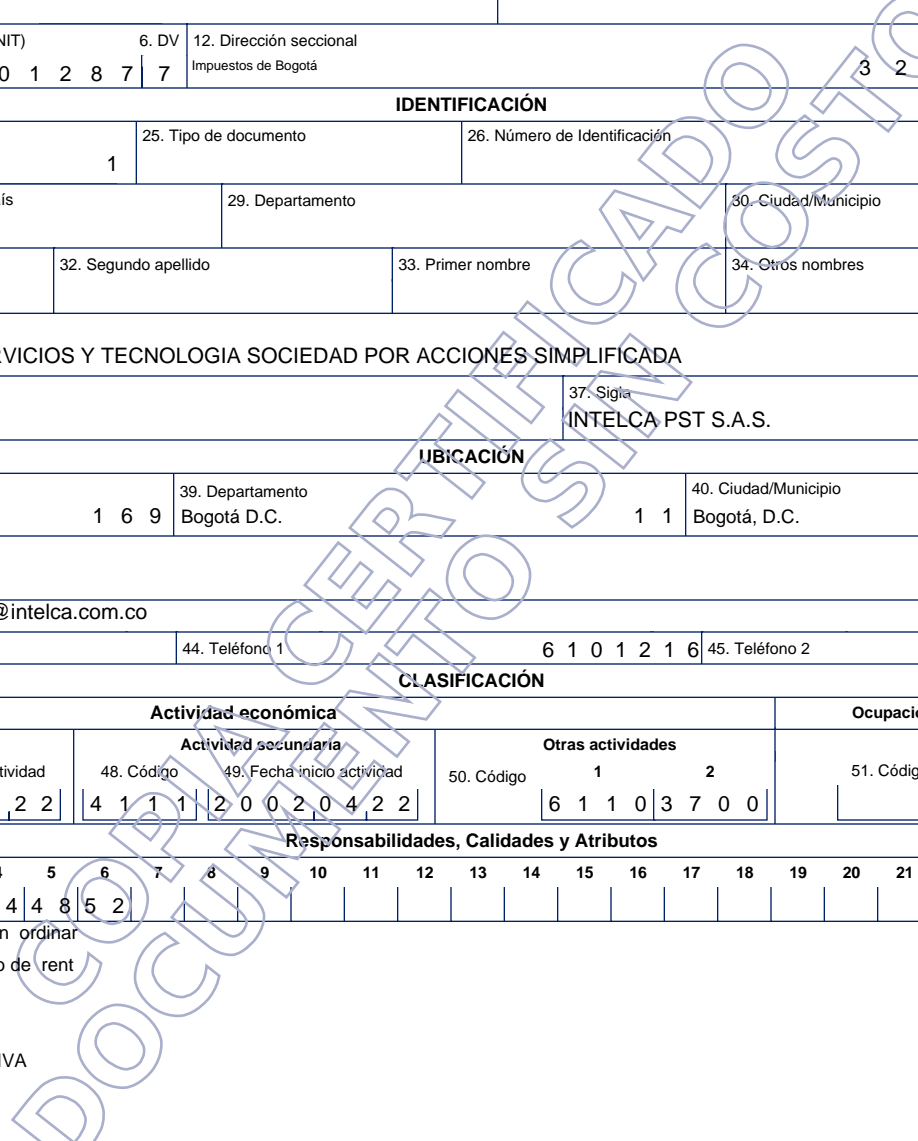 NIT) 6. DV 12. Dirección seccional
0 1 2 8 7 7 Impuestos de Bogotá 3 2
IDENTIFICACIÓN
25. Tipo de documento 26. Número de Identificación
1
ís 29. Departamento 30. Ciudad/Municipio
32. Segundo apellido 33. Primer nombre 34. Otros nombres
RVICIOS Y TECNOLOGIA SOCIEDAD POR ACCIONES SIMPLIFICADA
37. Sigla
INTELCA PST S.A.S.
UBICACIÓN
39. Departamento 40. Ciudad/Municipio
1 6 9 Bogotá D.C. 1 1 Bogotá, D.C.
@intelca.com.co
44. Teléfono 1 6 1 0 1 2 1 6 45. Teléfono 2
CLASIFICACIÓN
Actividad económica Ocupació
Actividad secundaria Otras actividades
tividad 48. Código 49. Fecha inicio actividad 50. Código 1 2 51. Códig
2 2 4 1 1 1 2 0 0 2 0 4 2 2 6 1 1 0 3 7 0 0
Responsabilidades, Calidades y Atributos
4 5 6 7 8 9 10 11 12 13 14 15 16 17 18 19 20 21
4 4 8 5 2
n ordinar
o de rent
IVA
COPIA CERTIFICADO
DOCUMENTO SIN COSTO